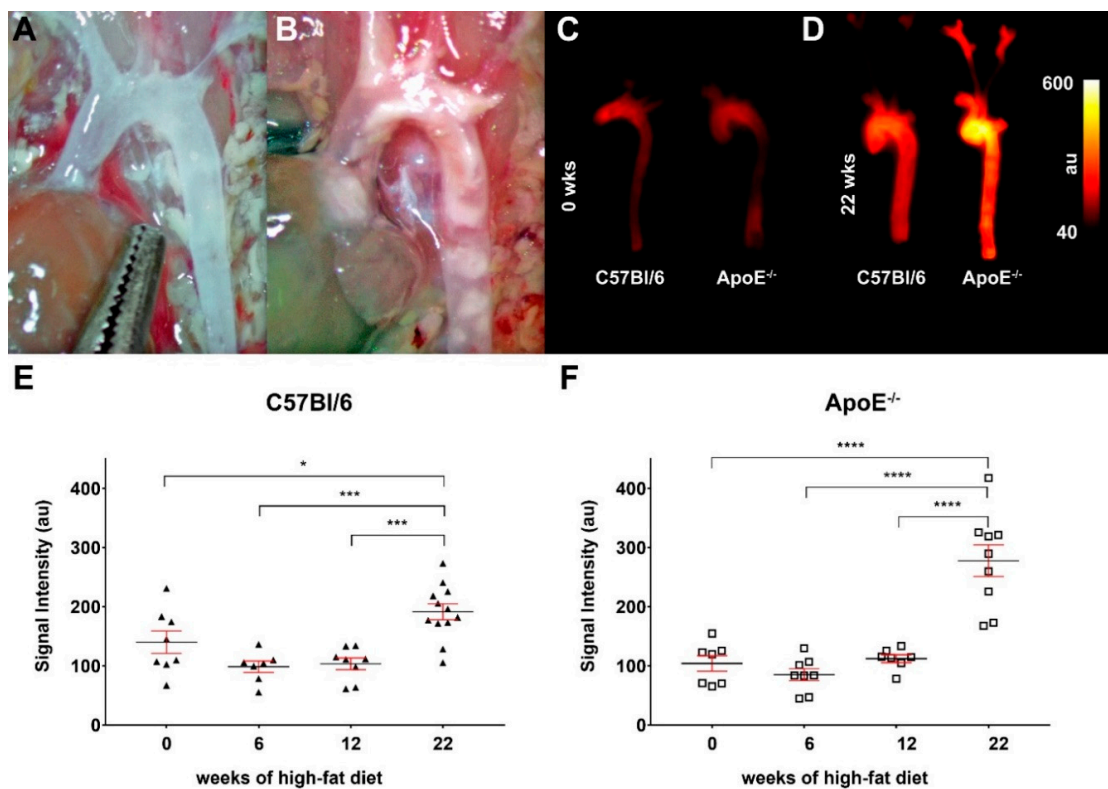 A
B
C
D
0 wks
C57Bl/6
ApoE-/-
22 wks
C57Bl/6
ApoE-/-
600
au
40
E
C57Bl/6
Signal Intensity (au)
400
300
200
100
0
*
***
***
0 6 12 22
weeks of high-fat diet
F
ApoE-/-
Signal Intensity (au)
400
300
200
100
0
****
****
****
0 6 12 22
weeks of high-fat diet